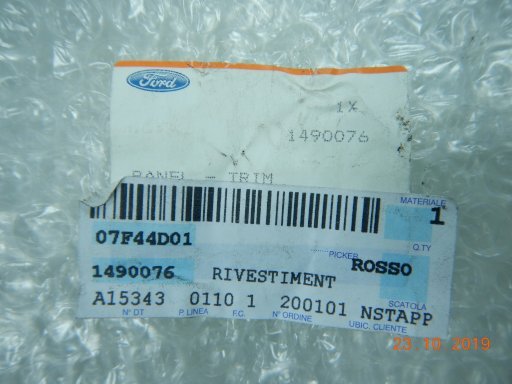 Ford
1X
1490076
PANEL - TRIM
MATERIALE
1
Q.TY
07F44D01
PICKER
ROSSO
1490076 RIVESTIMENT
SCATOLA
A15343 0110 1 200101 NSTAPP
N° DT P. LINEA F.C. N° ORDINE UBIC. CLIENTE
23 10 2019